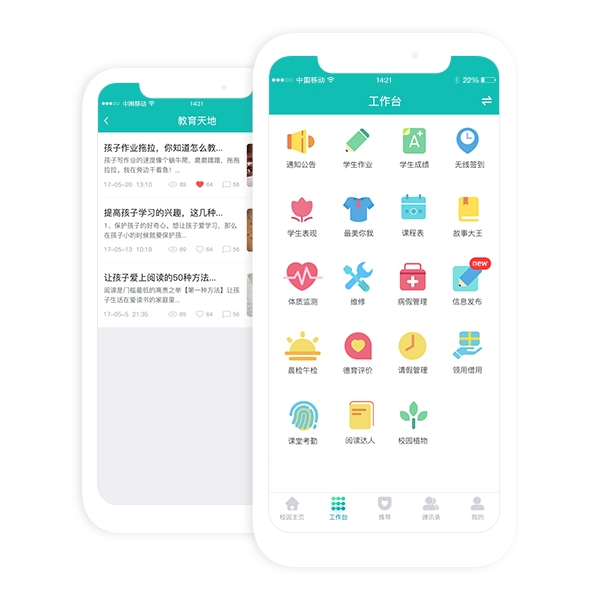 中国移动
14:21
教育天地
孩子作业拖拉，你知道怎么教...
孩子写作业的速度像个蜗牛爬，磨磨蹭蹭，拖拖
拉拉，我在旁边干着急！...
17-05-20 13:10
89
64
56
提高孩子学习的兴趣，这几种...
1、保护孩子的好奇心。想让孩子爱学习，那么
在孩子小的时候就要保护孩...
17-05-13 10:19
89
64
56
让孩子爱上阅读的50种方法...
阅读是门槛最低的高贵之举【第一种方法】让孩
子生活在爱读书的家庭里...
17-05-5 21:35
89
64
56
中国移动
14:21
22%
工作台
通知公告
学生作业
A+
学生成绩
无线签到
学生表现
最美你我
课程表
故事大王
体质监测
维修
病假管理
new
信息发布
晨检午检
德育评价
请假管理
领用借用
课堂考勤
阅读达人
校园植物
校园主页
工作台
推荐
通讯录
我的